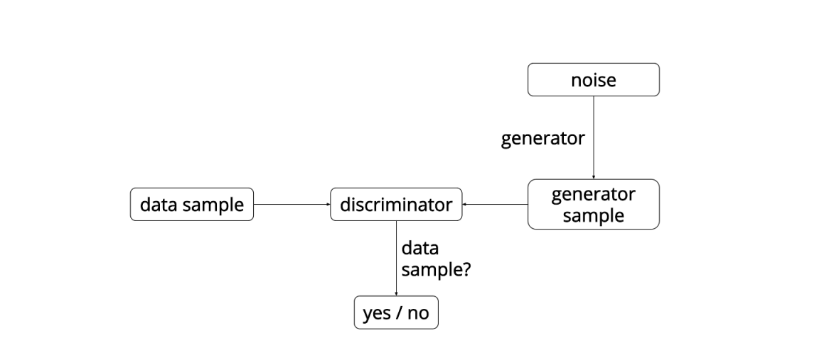 noise
generator
generator
sample
data sample
discriminator
data
sample?
yes / no